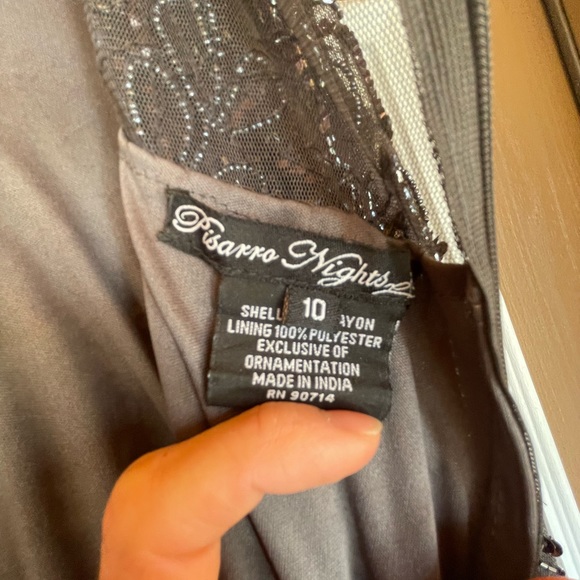 Pisarro Nights
10
SHELL
LINING 100% POLYESTER
EXCLUSIVE OF
ORNAMENTATION
MADE IN INDIA
RN 90714